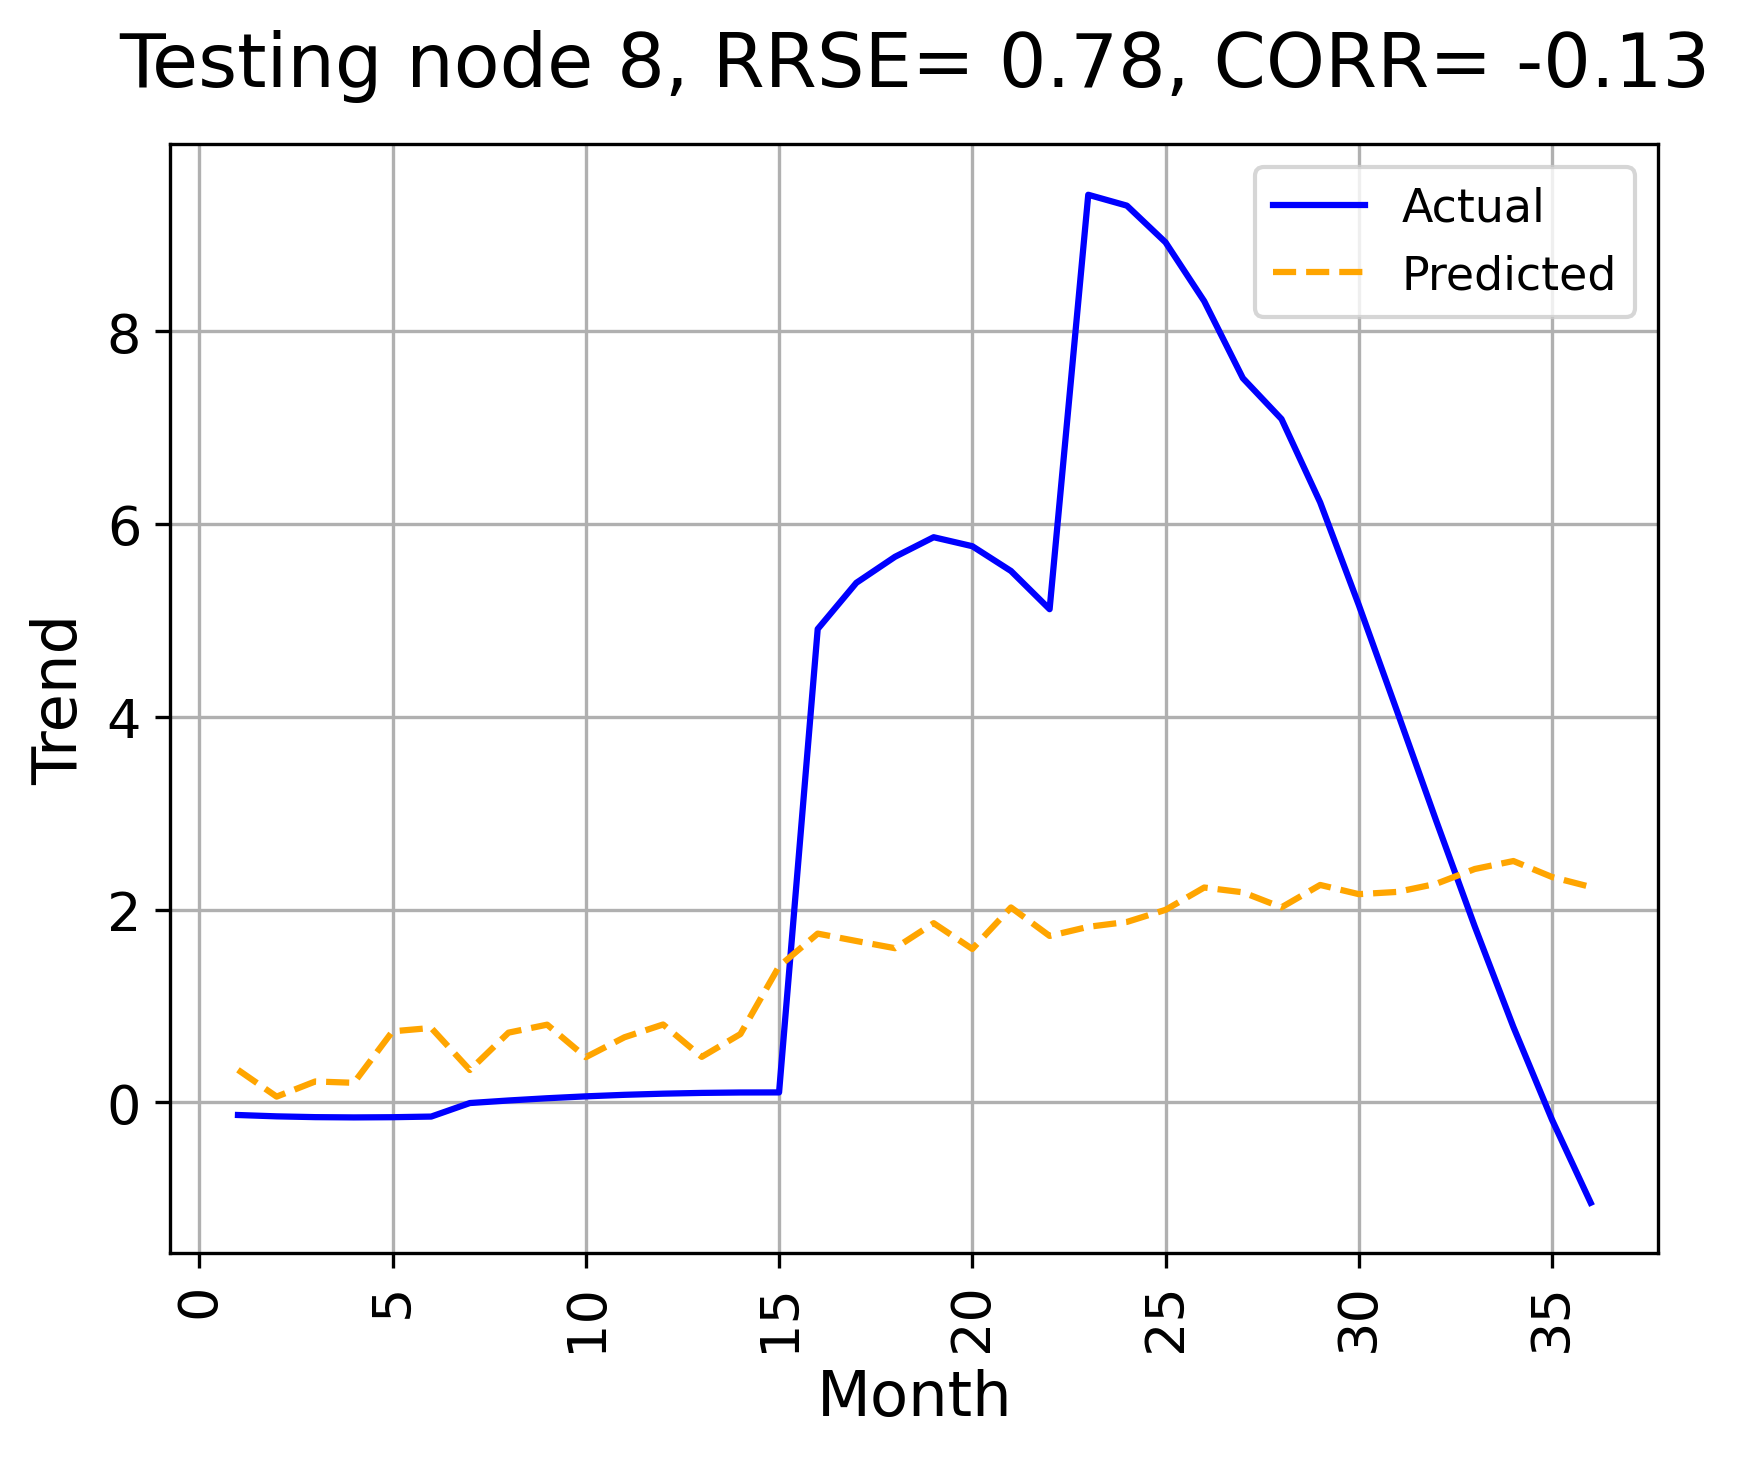 Testing node 8, RRSE= 0.78, CORR= -0.13
Actual
Predicted
Trend
8
6
4
2
0
0 5 10 15 20 25 30 35
Month